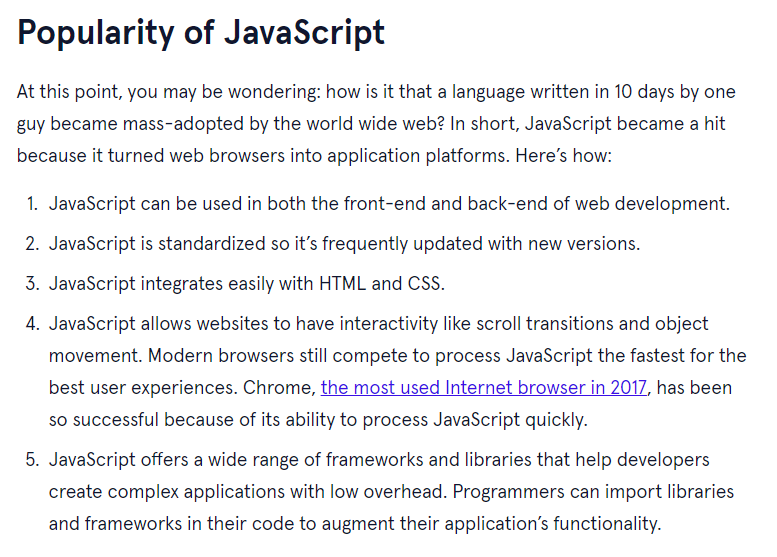 Popularity of JavaScript
At this point, you may be wondering: how is it that a language written in 10 days by one
guy became mass-adopted by the world wide web? In short, JavaScript became a hit
because it turned web browsers into application platforms. Here’s how:
1. JavaScript can be used in both the front-end and back-end of web development.
2. JavaScript is standardized so it’s frequently updated with new versions.
3. JavaScript integrates easily with HTML and CSS.
4. JavaScript allows websites to have interactivity like scroll transitions and object
movement. Modern browsers still compete to process JavaScript the fastest for the
best user experiences. Chrome, the most used Internet browser in 2017, has been
so successful because of its ability to process JavaScript quickly.
5. JavaScript offers a wide range of frameworks and libraries that help developers
create complex applications with low overhead. Programmers can import libraries
and frameworks in their code to augment their application’s functionality.